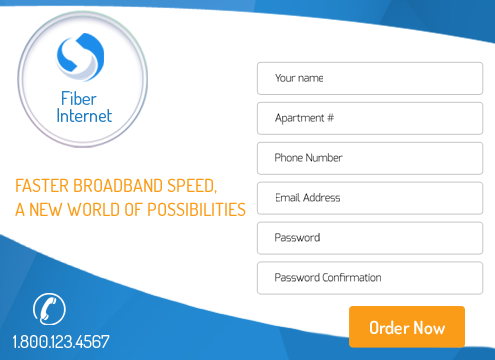 Fiber
Internet
FASTER BROADBAND SPEED,
A NEW WORLD OF POSSIBILITIES
1.800.123.4567
Your name
Apartment #
Phone Number
Email Address
Password
Password Confirmation
Order Now